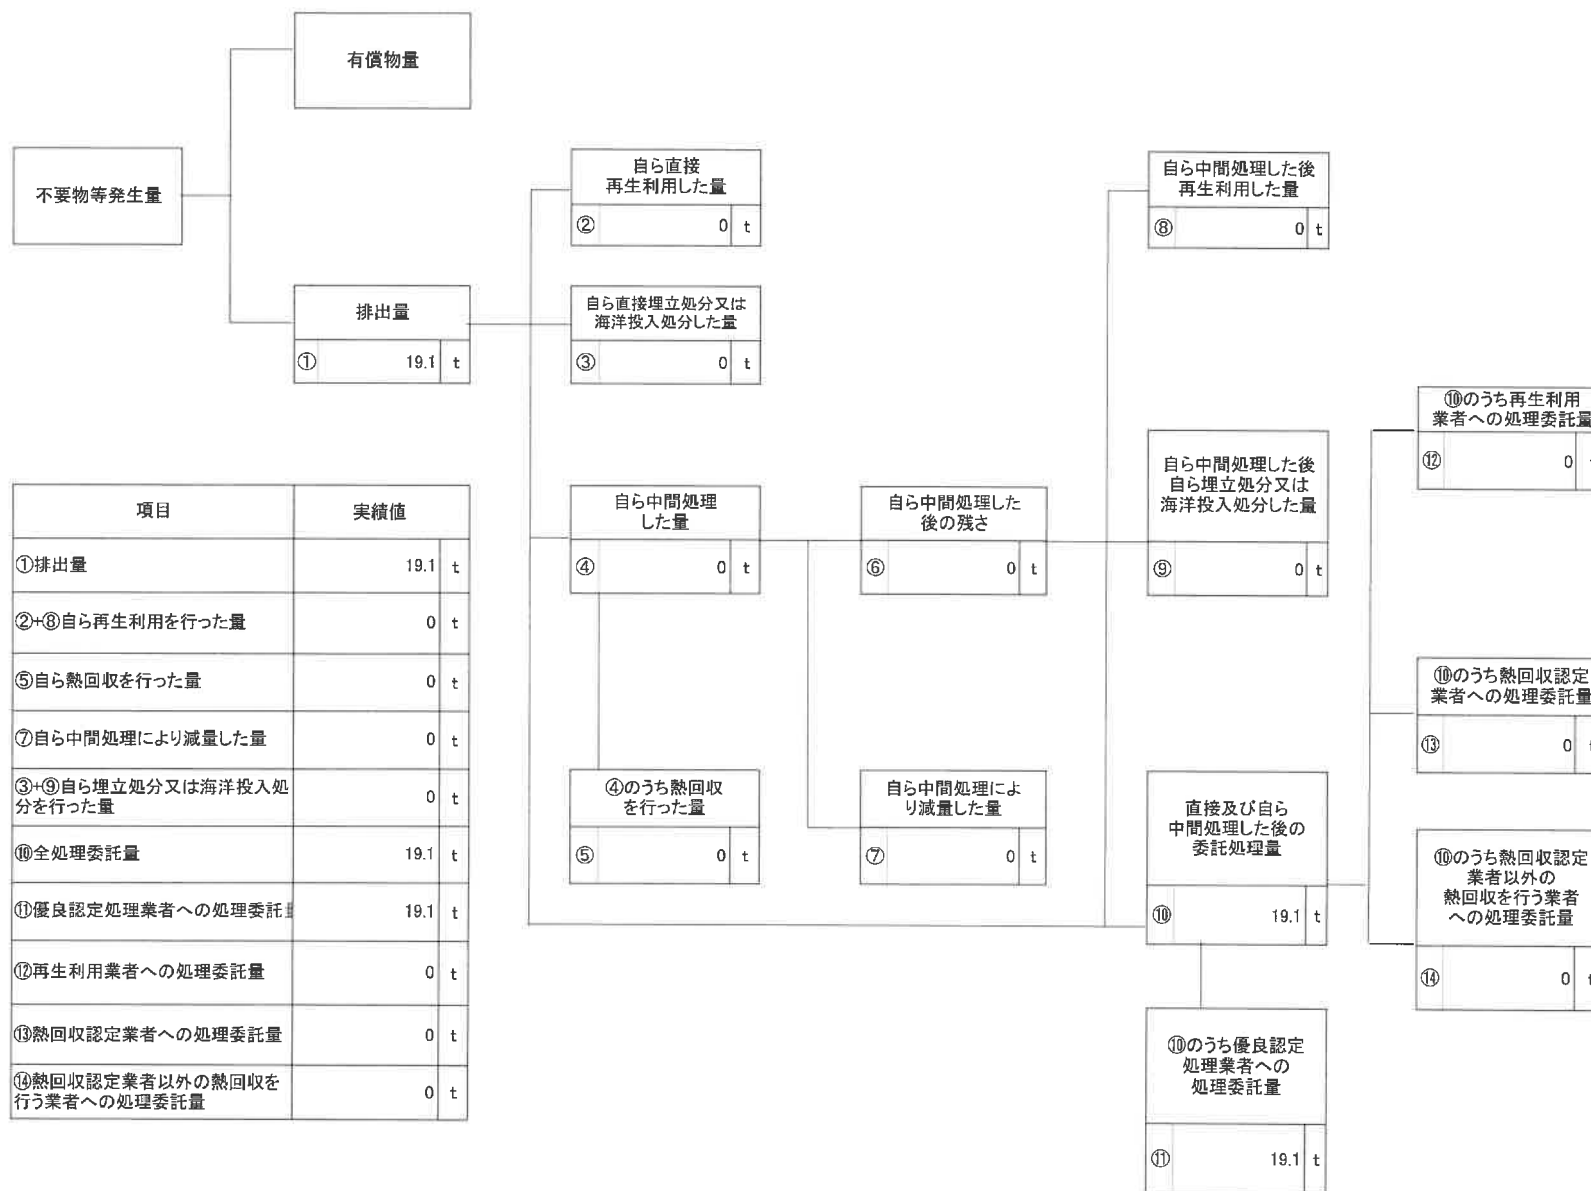 有償物量
不要物等発生量
排出量
① 19.1 t
自ら直接
再生利用した量
② 0 t
自ら直接埋立処分又は
海洋投入処分した量
③ 0 t
自ら中間処理
した量
④ 0 t
④のうち熱回収
を行った量
⑤ 0 t
自ら中間処理した
後の残さ
⑥ 0 t
自ら中間処理によ
り減量した量
⑦ 0 t
自ら中間処理した後
再生利用した量
⑧ 0 t
自ら中間処理した後
自ら埋立処分又は
海洋投入処分した量
⑨ 0 t
直接及び自ら
中間処理した後の
委託処理量
⑩ 19.1 t
⑩のうち優良認定
処理業者への
処理委託量
⑪ 19.1 t
⑩のうち再生利用
業者への処理委託量
⑫ 0
⑩のうち熱回収認定
業者への処理委託量
⑬ 0
⑩のうち熱回収認定
業者以外の
熱回収を行う業者
への処理委託量
⑭ 0
項目 実績値
①排出量 19.1 t
②+⑧自ら再生利用を行った量 0 t
⑤自ら熱回収を行った量 0 t
⑦自ら中間処理により減量した量 0 t
③+⑨自ら埋立処分又は海洋投入処
分を行った量 0 t
⑩全処理委託量 19.1 t
⑪優良認定処理業者への処理委託 19.1 t
⑫再生利用業者への処理委託量 0 t
⑬熱回収認定業者への処理委託量 0 t
⑭熱回収認定業者以外の熱回収を
行う業者への処理委託量 0 t